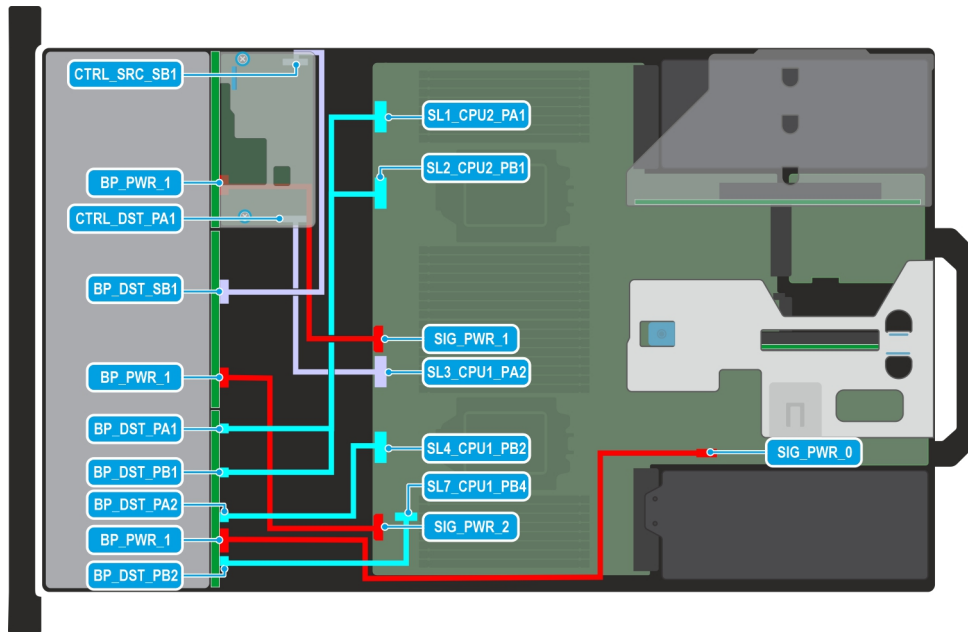 CTRL_SRC_SB1
BP_PWR_1
CTRL_DST_PA1
BP_DST_SB1
BP_PWR_1
BP_DST_PA1
BP_DST_PB1
BP_DST_PA2
BP_PWR_1
BP_DST_PB2
SL1_CPU2_PA1
SL2_CPU2_PB1
SIG_PWR_1
SL3_CPU1_PA2
SL4_CPU1_PB2
SL7_CPU1_PB4
SIG_PWR_2
SIG_PWR_0